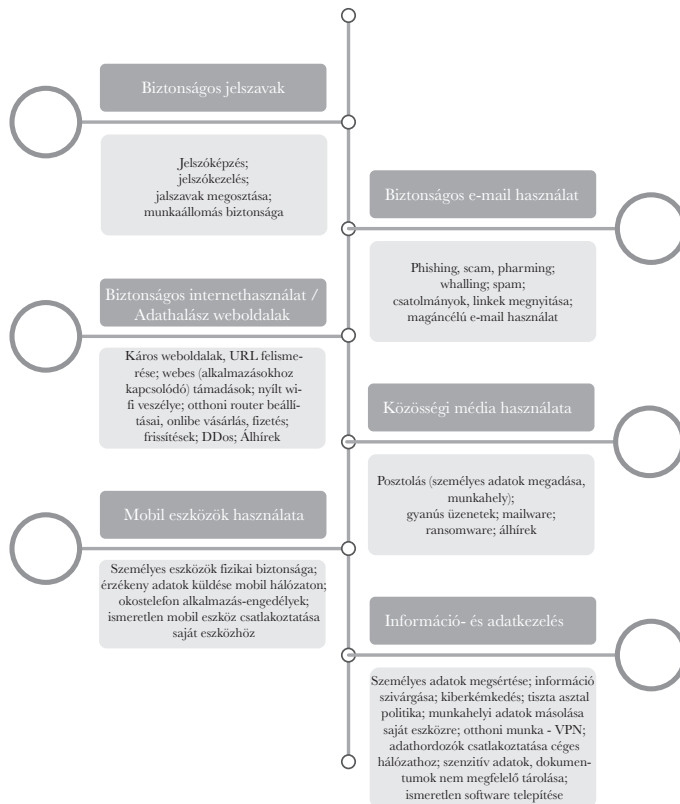 Biztonságos jelszavak
Jelszóképzés;
jelszókezelés;
jalszavak megosztása;
munkaállomás biztonsága
Biztonságos e-mail használat
Phishing, scam, pharming;
whalling; spam;
csatolmányok, linkek megnyitása;
magáncélú e-mail használat
Biztonságos internethasználat /
Adathalász weboldalak
Káros weboldalak, URL felisme-
rése; webes (alkalmazásokhoz
kapcsolódó) támadások; nyílt wi-
fi veszélye; otthoni router beállí-
tásai, onlibe vásárlás, fizetés;
frissítések; DDos; Álhírek
Közösségi média használata
Posztolás (személyes adatok megadása,
munkahely);
gyanús üzenetek; mailware;
ransomware; álhírek
Mobil eszközök használata
Személyes eszközök fizikai biztonsága;
érzékeny adatok küldése mobil hálózaton;
okostelefon alkalmazás-engedélyek;
ismeretlen mobil eszköz csatlakoztatása
saját eszközhöz
Információ- és adatkezelés
Személyes adatok megsértése; információ
szivárgása; kiberkémkedés; tiszta asztal
politika; munkahelyi adatok másolása
saját eszközre; otthoni munka - VPN;
adathordozók csatlakoztatása céges
hálózathoz; szenzitív adatok, dokumen-
tumok nem megfelelő tárolása;
ismeretlen software telepítése